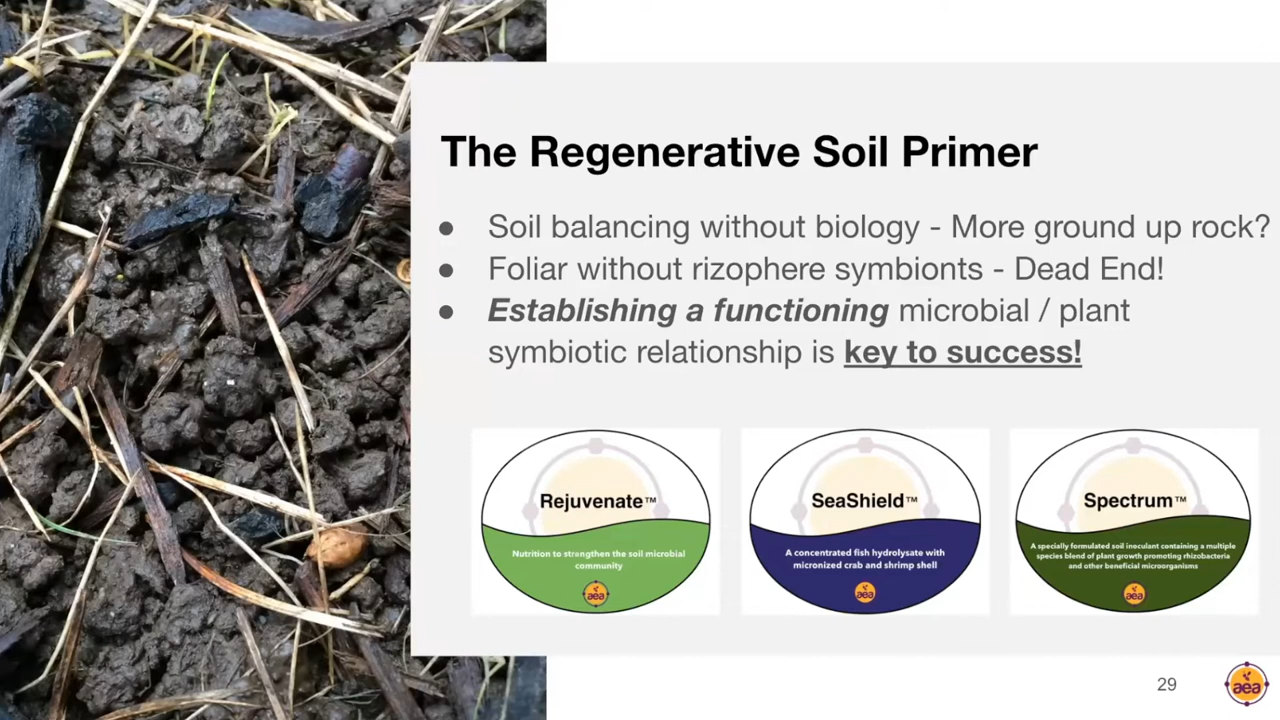 The Regenerative Soil Primer
● Soil balancing without biology - More ground up rock?
● Foliar without rizophere symbionts - Dead End!
● Establishing a functioning microbial / plant
symbiotic relationship is key to success!
Rejuvenate™
Nutrition to strengthen the soil microbial
community
aea
SeaShield™
A concentrated fish hydrolysate with
micronized crab and shrimp shell
aea
Spectrum™
A specially formulated soil inoculant containing a multiple
species blend of plant growth promoting rhizobacteria
and other beneficial microorganisms
aea
29
aea